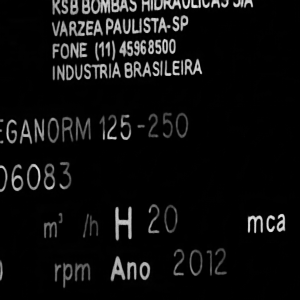 KSB BOMBAS HIDRAULICAS S/A
VARZEA PAULISTA-SP
FONE (11) 45968500
INDUSTRIA BRASILEIRA
EGANORM 125-250
06083
m³ /h H 20 mca
rpm Ano 2012